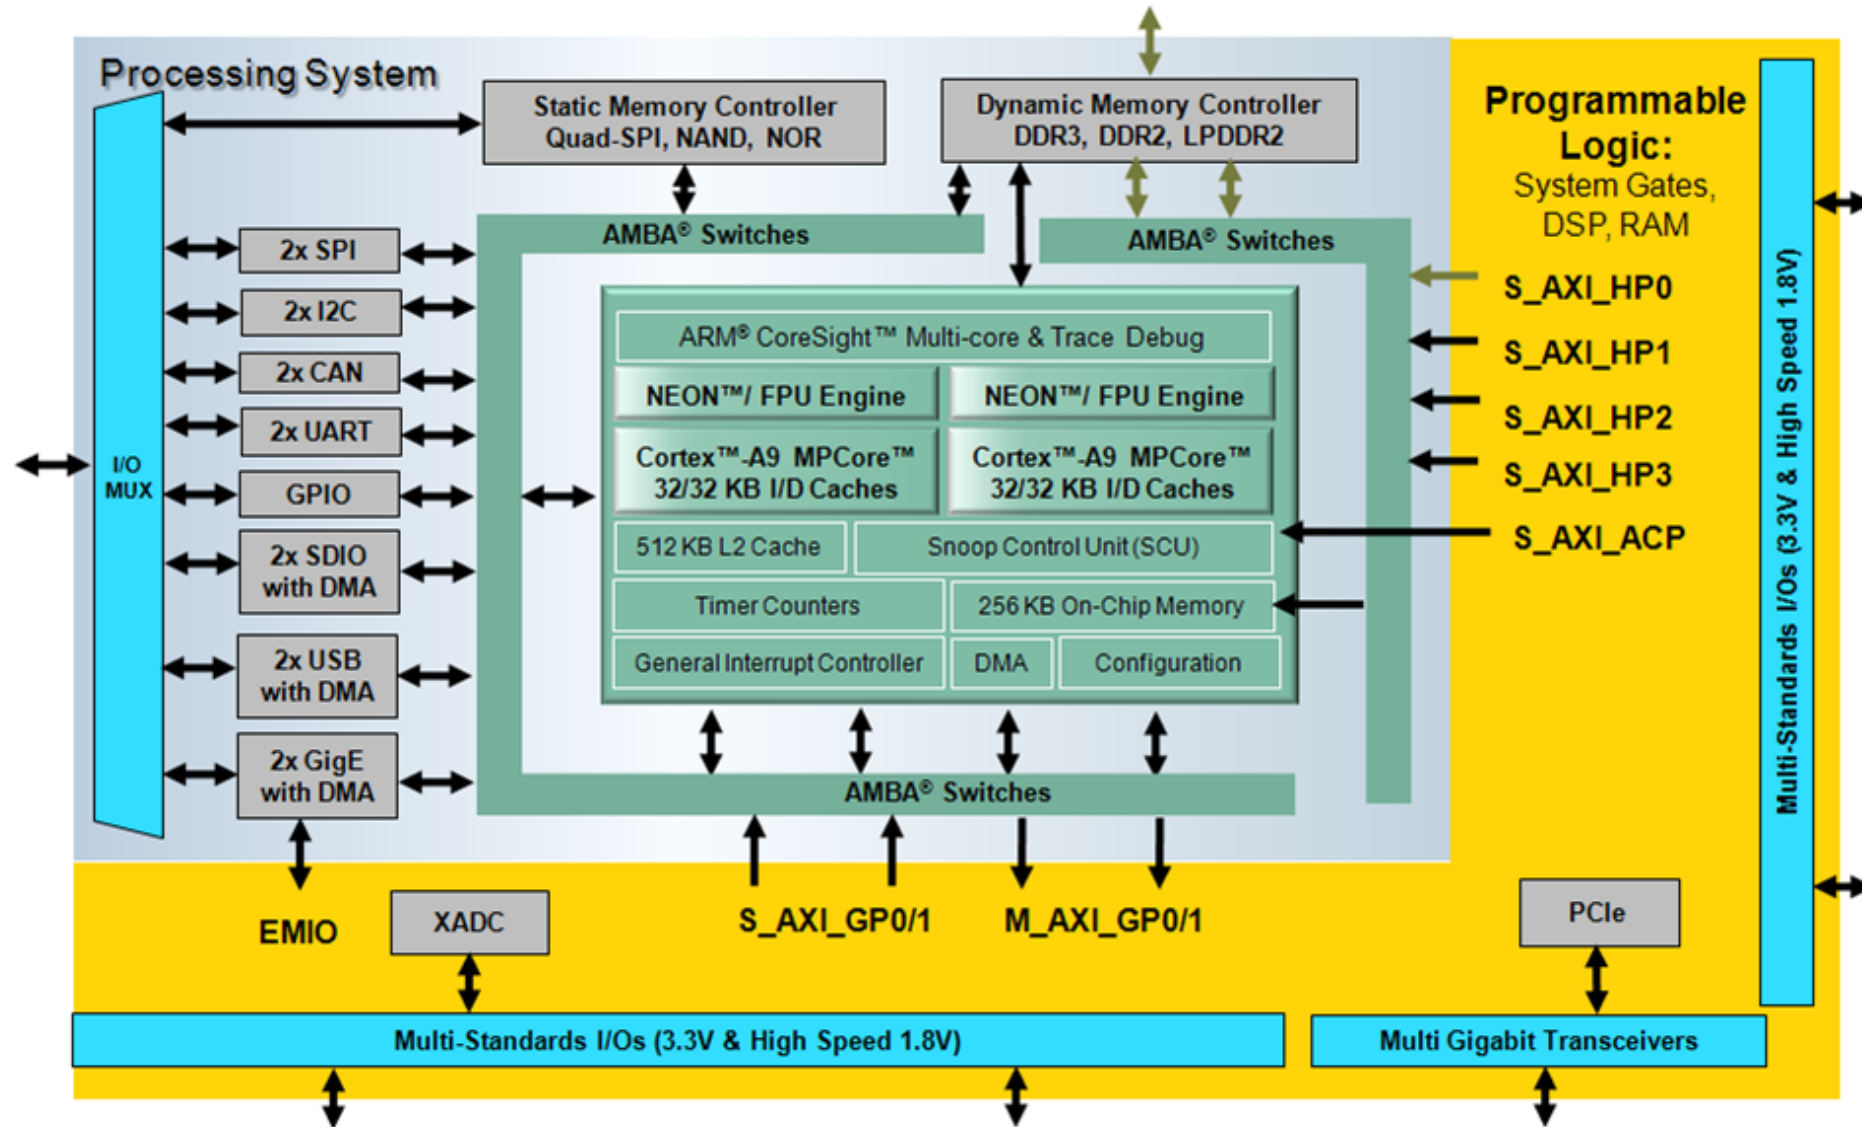 Processing System
Static Memory Controller
Quad-SPI, NAND, NOR
Dynamic Memory Controller
DDR3, DDR2, LPDDR2
Programmable
Logic:
System Gates,
DSP, RAM
I/O
MUX
2x SPI
2x I2C
2x CAN
2x UART
GPIO
2x SDIO
with DMA
2x USB
with DMA
2x GigE
with DMA
AMBA® Switches
AMBA® Switches
ARM® CoreSight™ Multi-core & Trace Debug
NEON™/ FPU Engine
NEON™/ FPU Engine
Cortex™-A9 MPCore™
32/32 KB I/D Caches
Cortex™-A9 MPCore™
32/32 KB I/D Caches
512 KB L2 Cache
Snoop Control Unit (SCU)
Timer Counters
256 KB On-Chip Memory
General Interrupt Controller
DMA
Configuration
AMBA® Switches
S_AXI_HP0
S_AXI_HP1
S_AXI_HP2
S_AXI_HP3
S_AXI_ACP
Multi-Standards I/Os (3.3V & High Speed 1.8V)
EMIO
XADC
S_AXI_GP0/1
M_AXI_GP0/1
PCIe
Multi-Standards I/Os (3.3V & High Speed 1.8V)
Multi Gigabit Transceivers